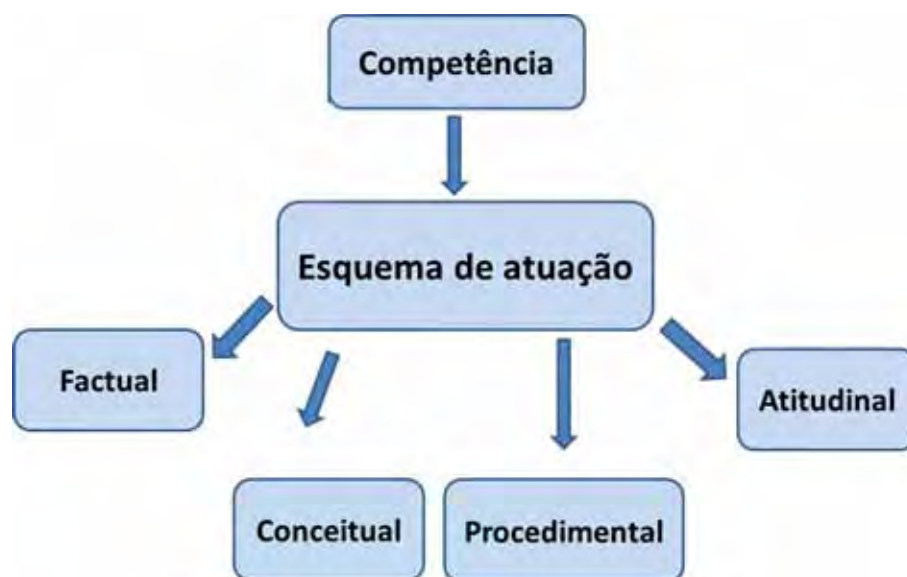 Competência
Esquema de atuação
Factual
Atitudinal
Conceitual
Procedimental